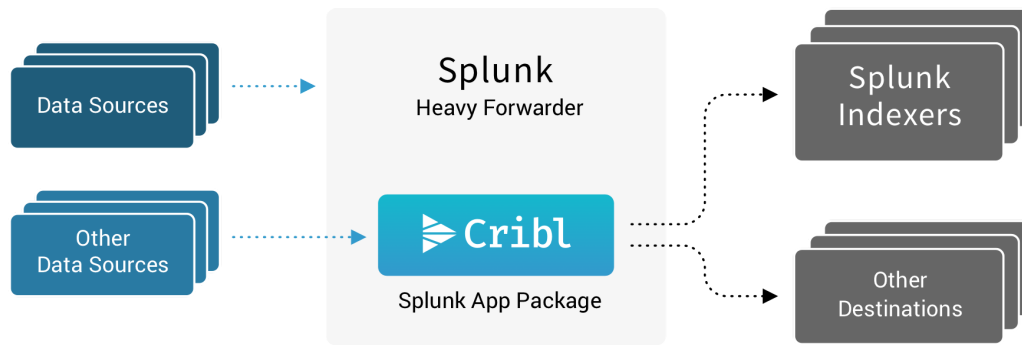 Data Sources
Other
Data Sources
Splunk
Heavy Forwarder
Cribl
Splunk App Package
Splunk
Indexers
Other
Destinations